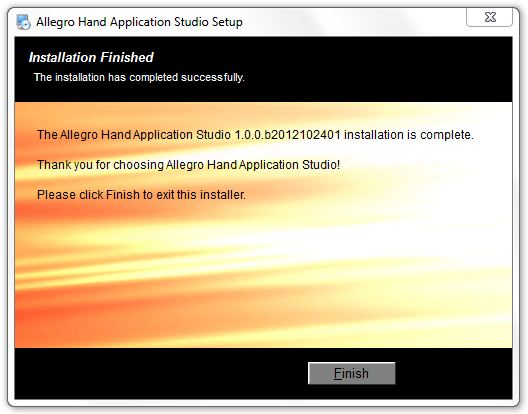 Allegro Hand Application Studio Setup
Installation Finished
The installation has completed successfully.
The Allegro Hand Application Studio 1.0.0.b2012102401 installation is complete.
Thank you for choosing Allegro Hand Application Studio!
Please click Finish to exit this installer.
Finish